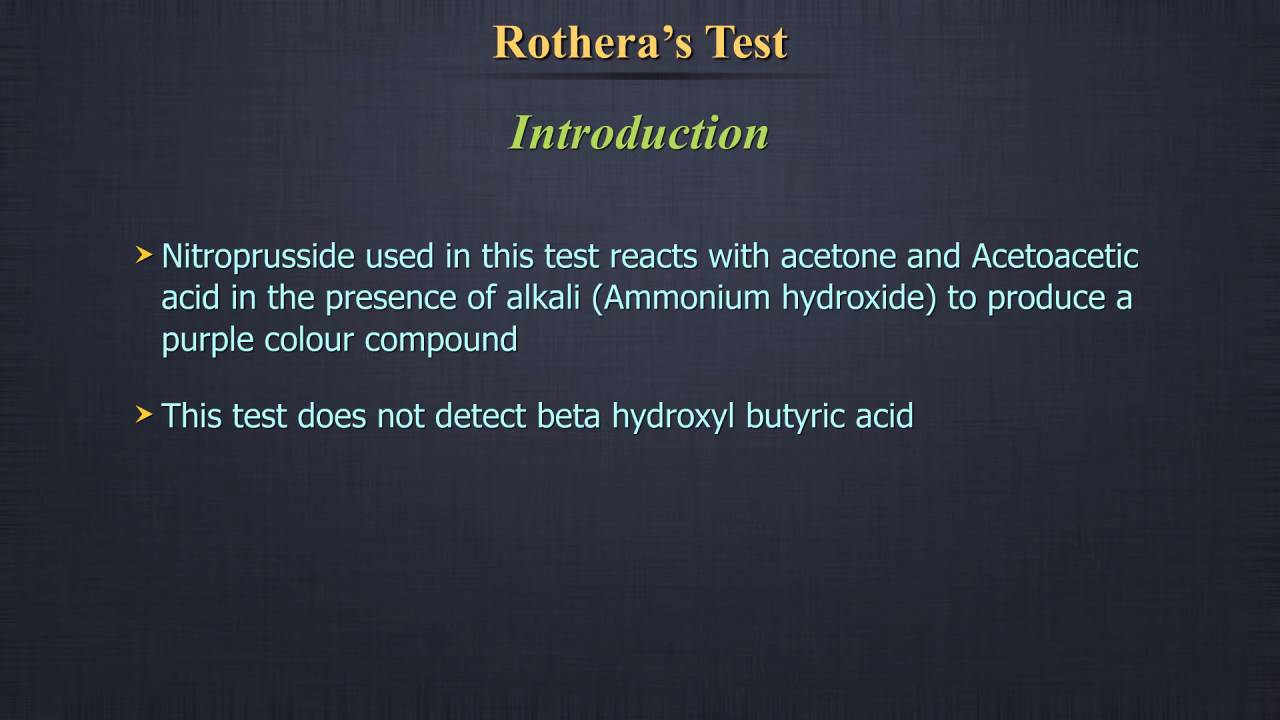 Rothera’s Test
Introduction
Nitroprusside used in this test reacts with acetone and Acetoacetic
acid in the presence of alkali (Ammonium hydroxide) to produce a
purple colour compound
This test does not detect beta hydroxyl butyric acid